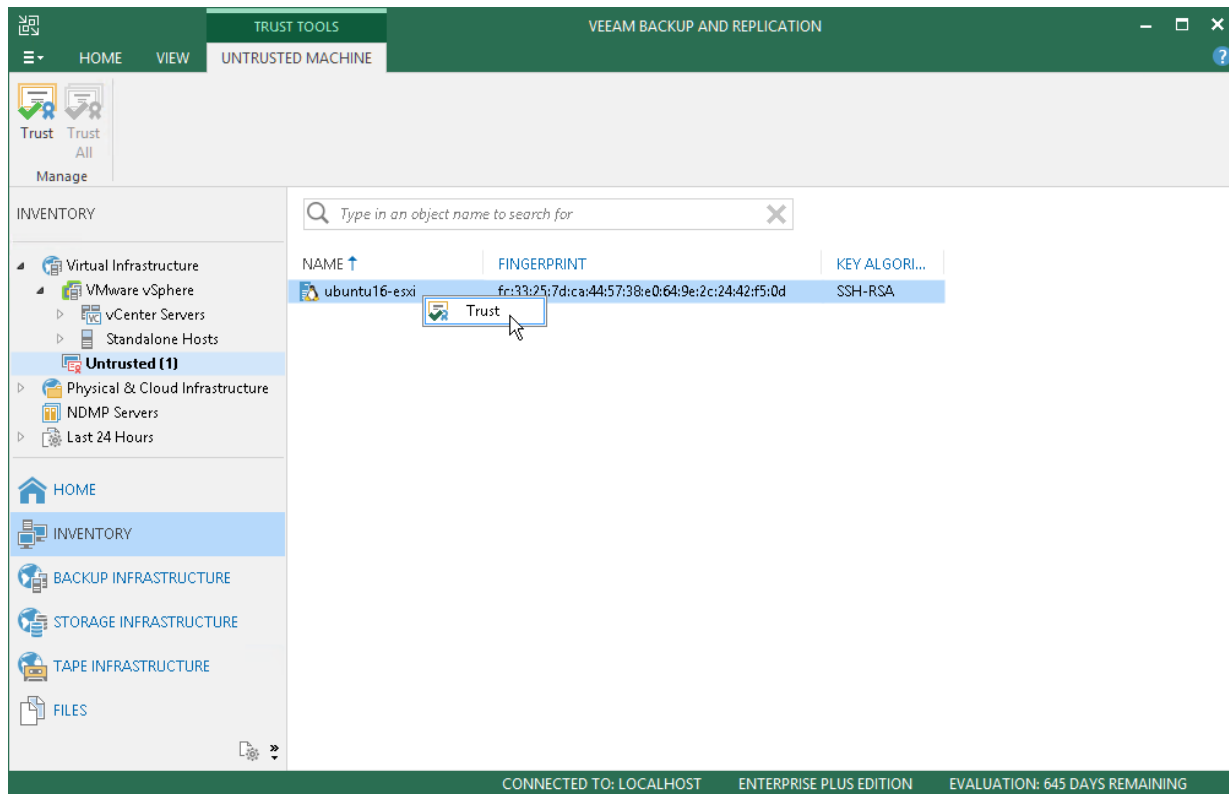 TRUST TOOLS
VEEAM BACKUP AND REPLICATION
HOME
VIEW
UNTRUSTED MACHINE
?
Trust
Trust
All
Manage
INVENTORY
Type in an object name to search for
Virtual Infrastructure
VMware vSphere
vCenter Servers
Standalone Hosts
Untrusted (1)
Physical & Cloud Infrastructure
NDMP Servers
Last 24 Hours
NAME
FINGERPRINT
KEY ALGORI...
ubuntu16-esxi
fc:33:25:7d:ca:44:57:38:e0:64:9e:2c:24:42:f5:0d
SSH-RSA
Trust
HOME
INVENTORY
BACKUP INFRASTRUCTURE
STORAGE INFRASTRUCTURE
TAPE INFRASTRUCTURE
FILES
CONNECTED TO: LOCALHOST
ENTERPRISE PLUS EDITION
EVALUATION: 645 DAYS REMAINING